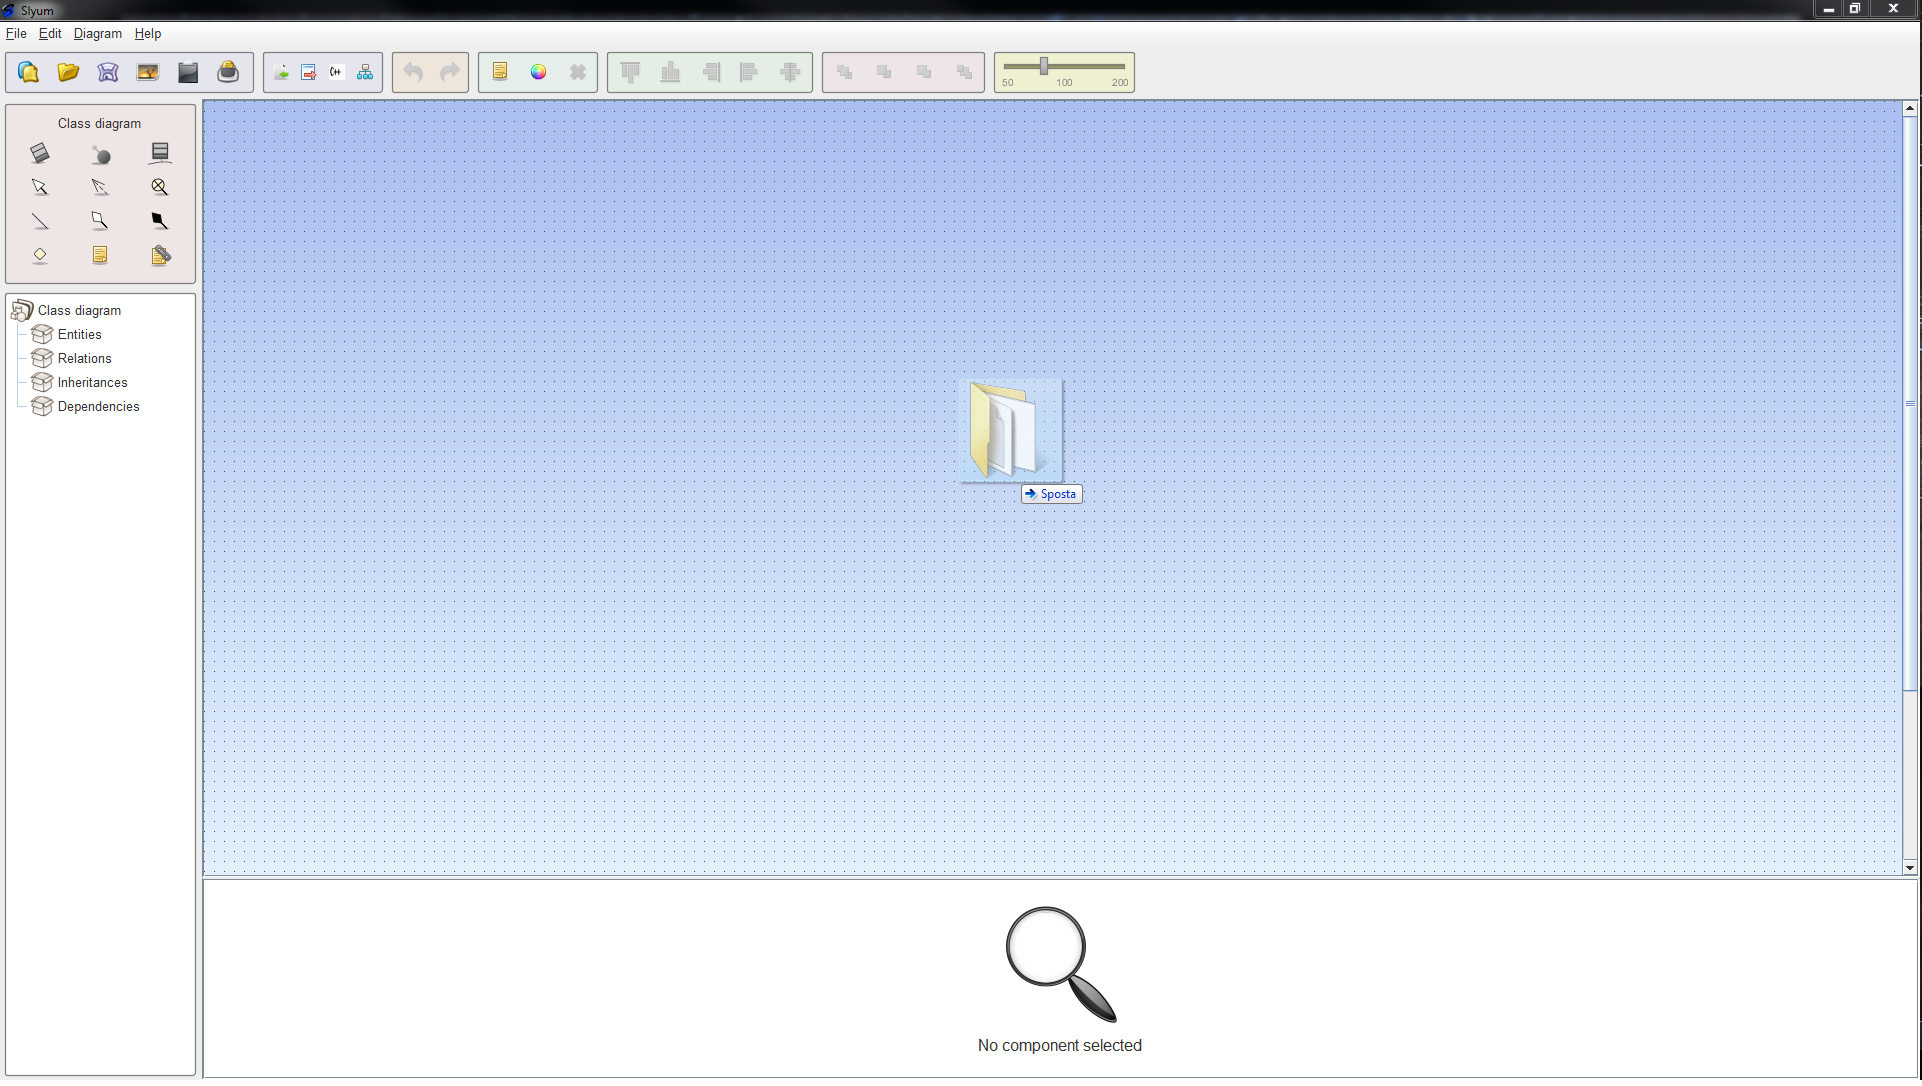 Slyum
File Edit Diagram Help
C++
50 100 200
Class diagram
Class diagram
Entities
Relations
Inheritances
Dependencies
Sposta
No component selected